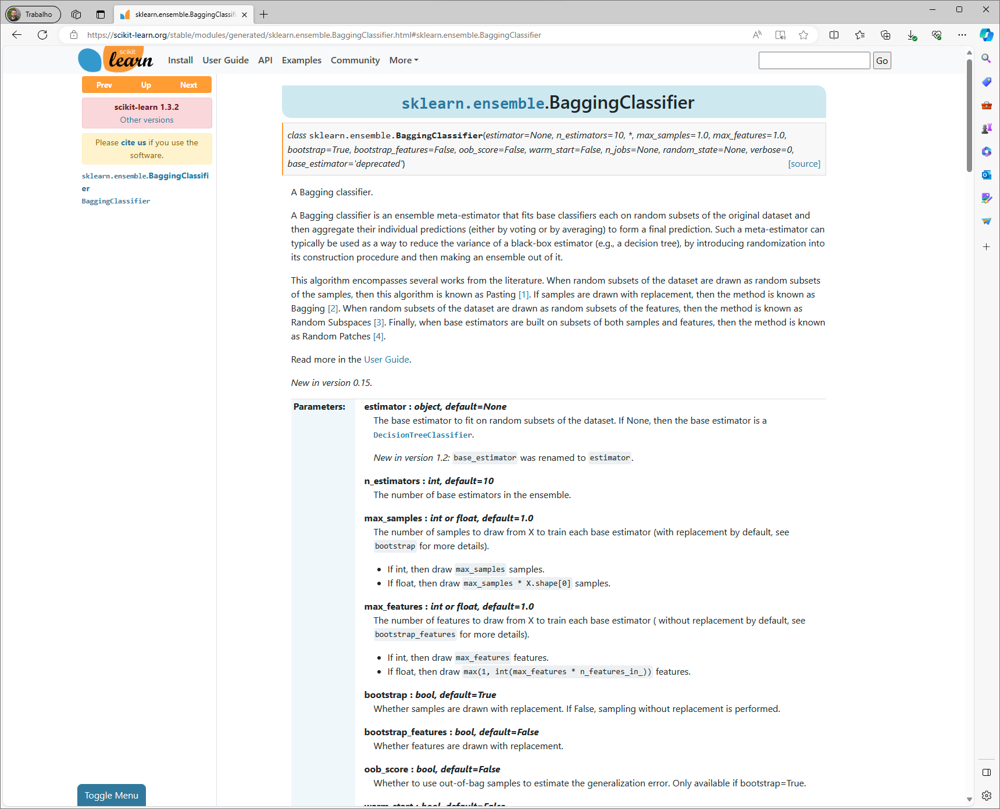 Trabalho
sklearn.ensemble.BaggingClassifi
https://scikit-learn.org/stable/modules/generated/sklearn.ensemble.BaggingClassifier.html#sklearn.ensemble.BaggingClassifier
scikit
learn
Install User Guide API Examples Community More
Go
Prev Up Next
scikit-learn 1.3.2
Other versions
Please cite us if you use the
software.
sklearn.ensemble.BaggingClassifi
er
BaggingClassifier
sklearn.ensemble.BaggingClassifier
class sklearn.ensemble.BaggingClassifier(estimator=None, n_estimators=10, *, max_samples=1.0, max_features=1.0,
bootstrap=True, bootstrap_features=False, oob_score=False, warm_start=False, n_jobs=None, random_state=None, verbose=0,
base_estimator='deprecated') [source]
A Bagging classifier.
A Bagging classifier is an ensemble meta-estimator that fits base classifiers each on random subsets of the original dataset and
then aggregate their individual predictions (either by voting or by averaging) to form a final prediction. Such a meta-estimator can
typically be used as a way to reduce the variance of a black-box estimator (e.g., a decision tree), by introducing randomization into
its construction procedure and then making an ensemble out of it.
This algorithm encompasses several works from the literature. When random subsets of the dataset are drawn as random subsets
of the samples, then this algorithm is known as Pasting [1]. If samples are drawn with replacement, then the method is known as
Bagging [2]. When random subsets of the dataset are drawn as random subsets of the features, then the method is known as
Random Subspaces [3]. Finally, when base estimators are built on subsets of both samples and features, then the method is known
as Random Patches [4].
Read more in the User Guide.
New in version 0.15.
Parameters:
estimator : object, default=None
The base estimator to fit on random subsets of the dataset. If None, then the base estimator is a
DecisionTreeClassifier.
New in version 1.2: base_estimator was renamed to estimator.
n_estimators : int, default=10
The number of base estimators in the ensemble.
max_samples : int or float, default=1.0
The number of samples to draw from X to train each base estimator (with replacement by default, see
bootstrap for more details).
• If int, then draw max_samples samples.
• If float, then draw max_samples * X.shape[0] samples.
max_features : int or float, default=1.0
The number of features to draw from X to train each base estimator ( without replacement by default, see
bootstrap_features for more details).
• If int, then draw max_features features.
• If float, then draw max(1, int(max_features * n_features_in_)) features.
bootstrap : bool, default=True
Whether samples are drawn with replacement. If False, sampling without replacement is performed.
bootstrap_features : bool, default=False
Whether features are drawn with replacement.
oob_score : bool, default=False
Whether to use out-of-bag samples to estimate the generalization error. Only available if bootstrap=True.
warm_start : bool, default=False
Toggle Menu